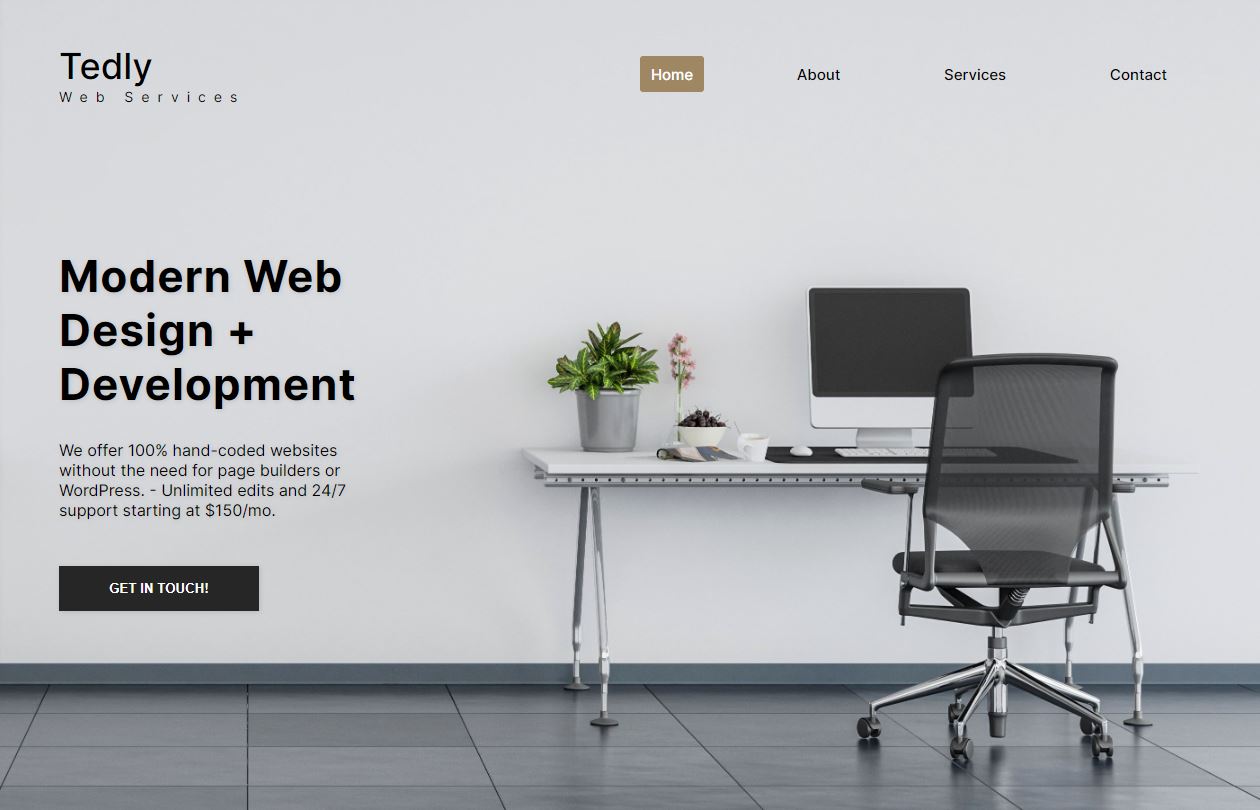 Tedly
Web Services
Home
About
Services
Contact
Modern Web
Design +
Development
We offer 100% hand-coded websites
without the need for page builders or
WordPress. - Unlimited edits and 24/7
support starting at $150/mo.
GET IN TOUCH!